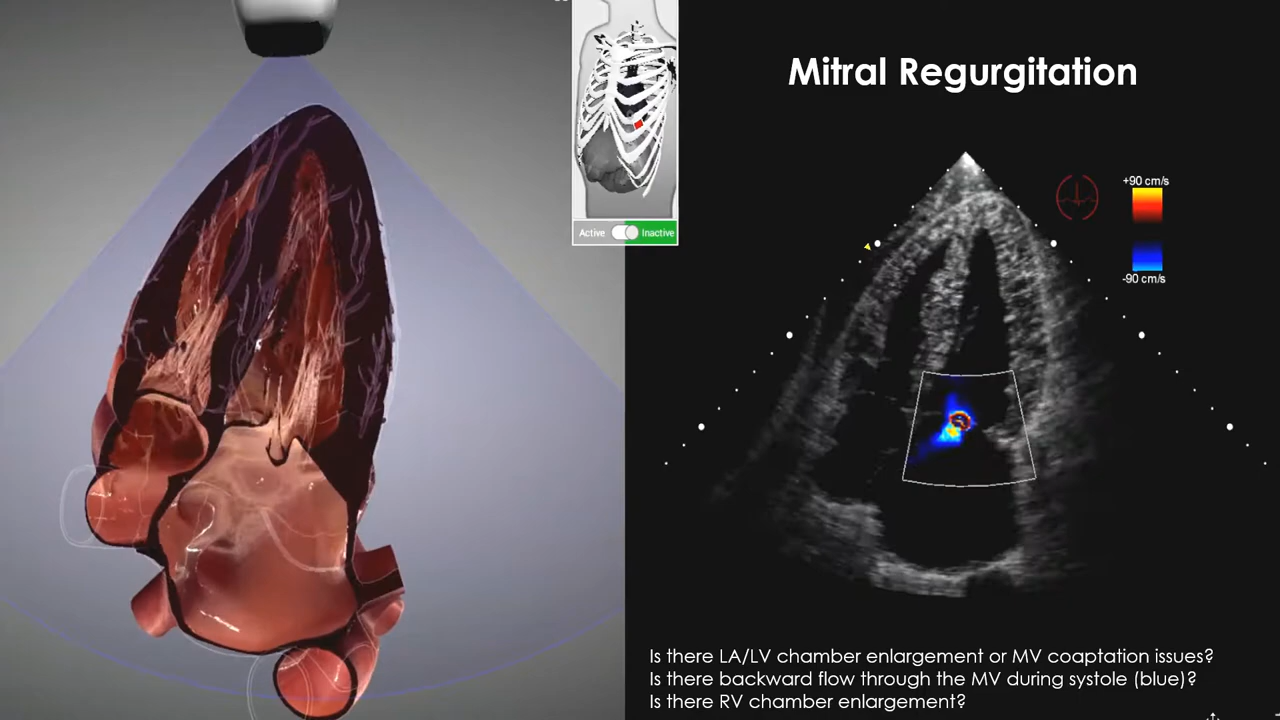 Mitral Regurgitation
+90 cm/s
-90 cm/s
Active Inactive
Is there LA/LV chamber enlargement or MV coaptation issues?
Is there backward flow through the MV during systole (blue)?
Is there RV chamber enlargement?